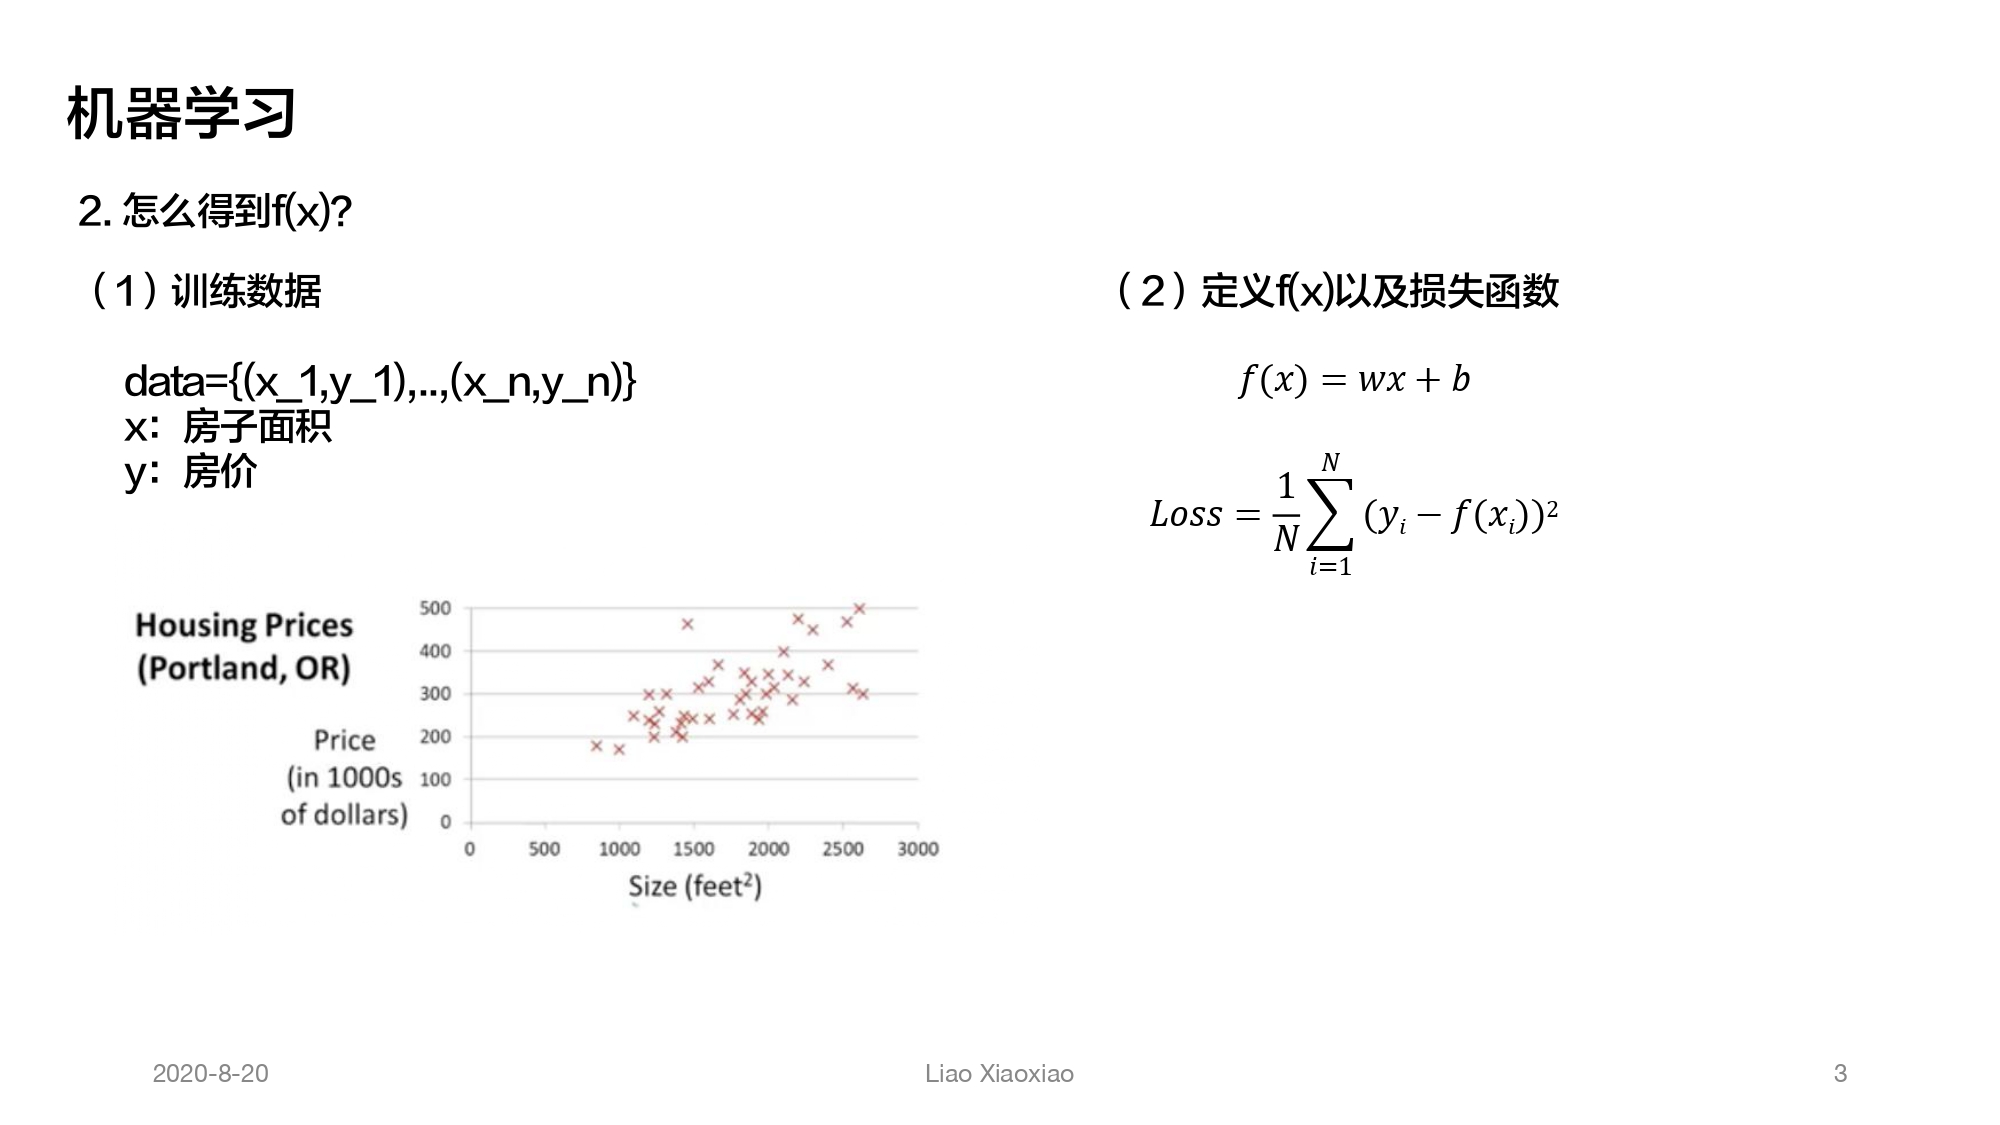 机器学习
2. 怎么得到f(x)?
（1）训练数据
data={(x_1,y_1),..,(x_n,y_n)}
x：房子面积
y：房价
Housing Prices
(Portland, OR)
Price
(in 1000s
of dollars)
500
400
300
200
100
0
0 500 1000 1500 2000 2500 3000
Size (feet²)
（2）定义f(x)以及损失函数
f(x) = wx + b
Loss = \frac{1}{N} \sum_{i=1}^{N} (y_i − f(x_i))²
2020-8-20
Liao Xiaoxiao
3